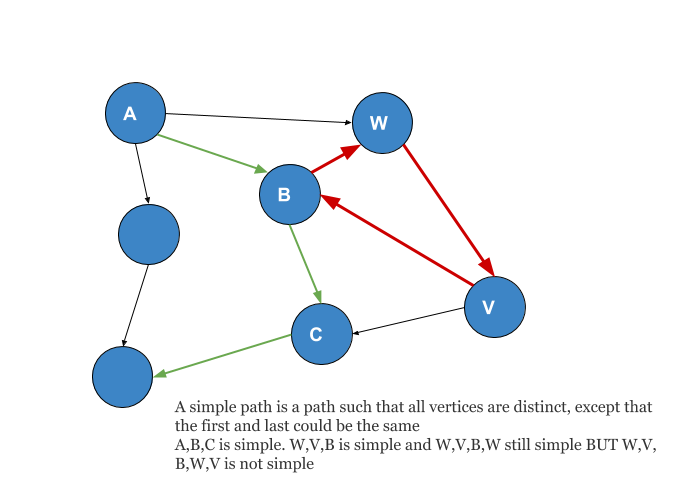 A
W
B
V
C
A simple path is a path such that all vertices are distinct, except that
the first and last could be the same
A,B,C is simple. W,V,B is simple and W,V,B,W still simple BUT W,V,
B,W,V is not simple